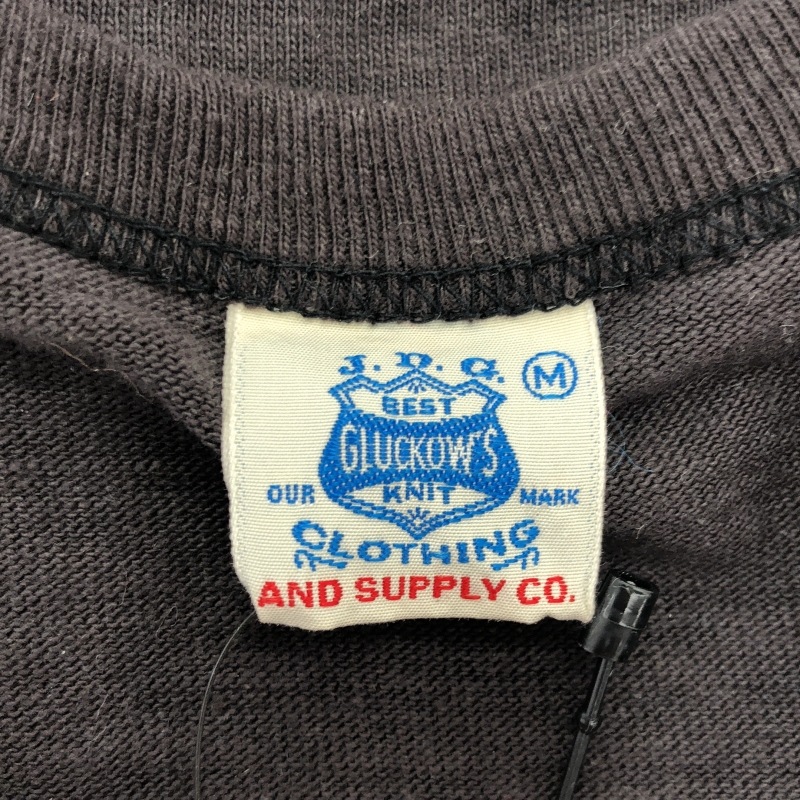 J.D.G.
M
BEST
GLUCKOW'S
OUR KNIT MARK
CLOTHING
AND SUPPLY CO.